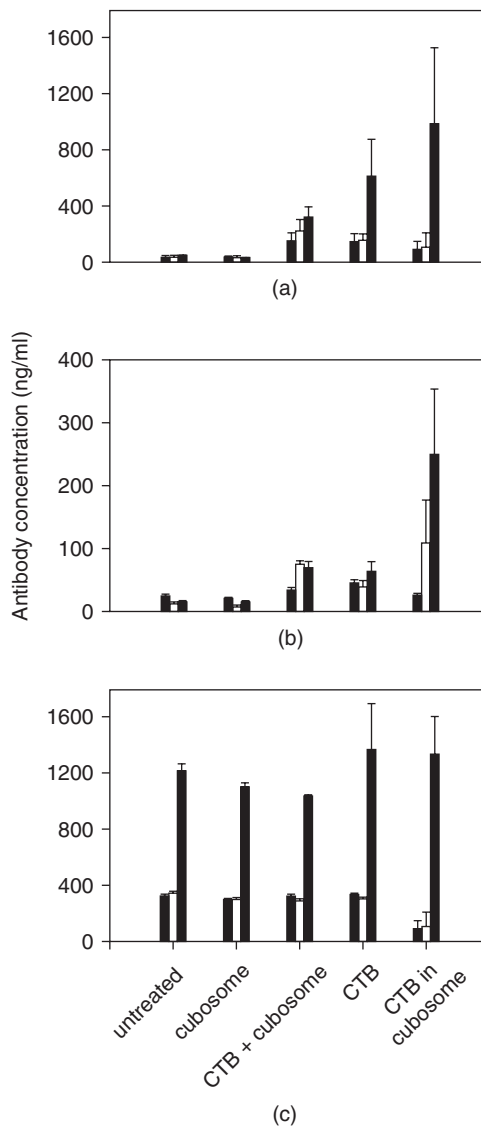 Antibody concentration (ng/ml)
1600
1200
800
400
0
(a)
400
300
200
100
0
(b)
1600
1200
800
400
0
untreated
cubosome
CTB + cubosome
CTB
CTB in
cubosome
(c)